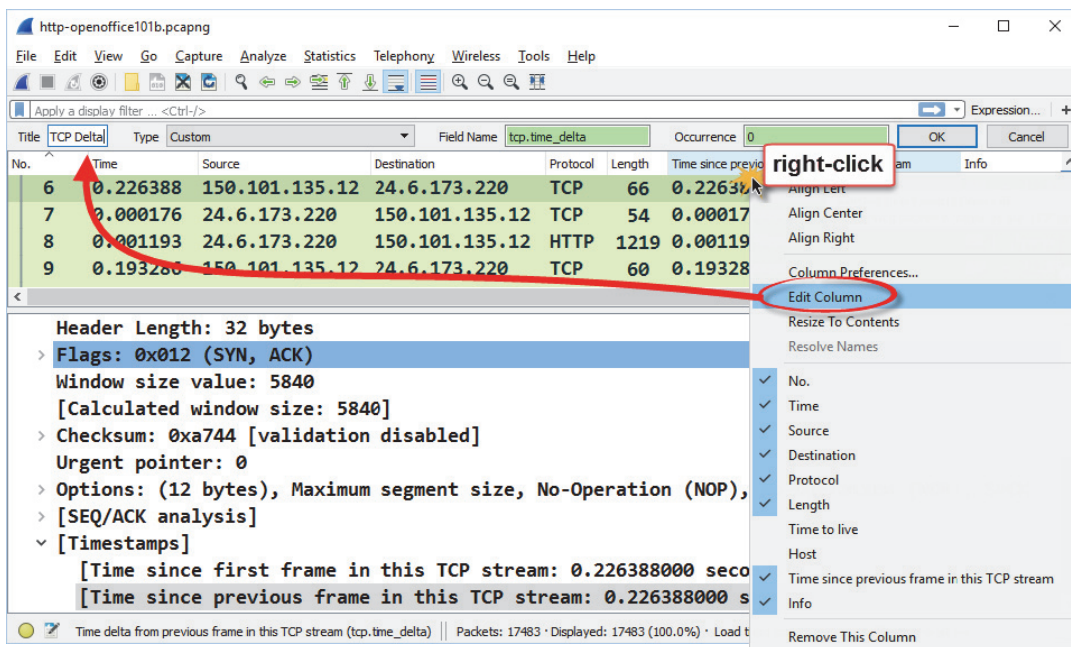 http-openoffice101b.pcapng
File Edit View Go Capture Analyze Statistics Telephony Wireless Tools Help
Apply a display filter ... <Ctrl-/> Expression... +
Title TCP Delta Type Custom Field Name tcp.time_delta Occurrence 0 OK Cancel
No. Time Source Destination Protocol Length Time since previo am Info
right-click
6 0.226388 150.101.135.12 24.6.173.220 TCP 66 0.22638
7 0.000176 24.6.173.220 150.101.135.12 TCP 54 0.00017
8 0.001193 24.6.173.220 150.101.135.12 HTTP 1219 0.00119
9 0.193286 150.101.135.12 24.6.173.220 TCP 60 0.19328
Align Left
Align Center
Align Right
Column Preferences...
Edit Column
Resize To Contents
Resolve Names
No.
Time
Source
Destination
Protocol
Length
Time to live
Host
Time since previous frame in this TCP stream
Info
Remove This Column
Header Length: 32 bytes
Flags: 0x012 (SYN, ACK)
Window size value: 5840
[Calculated window size: 5840]
Checksum: 0xa744 [validation disabled]
Urgent pointer: 0
Options: (12 bytes), Maximum segment size, No-Operation (NOP),
[SEQ/ACK analysis]
[Timestamps]
[Time since first frame in this TCP stream: 0.226388000 seco
[Time since previous frame in this TCP stream: 0.226388000 s
Time delta from previous frame in this TCP stream (tcp.time_delta) Packets: 17483 · Displayed: 17483 (100.0%) · Load t